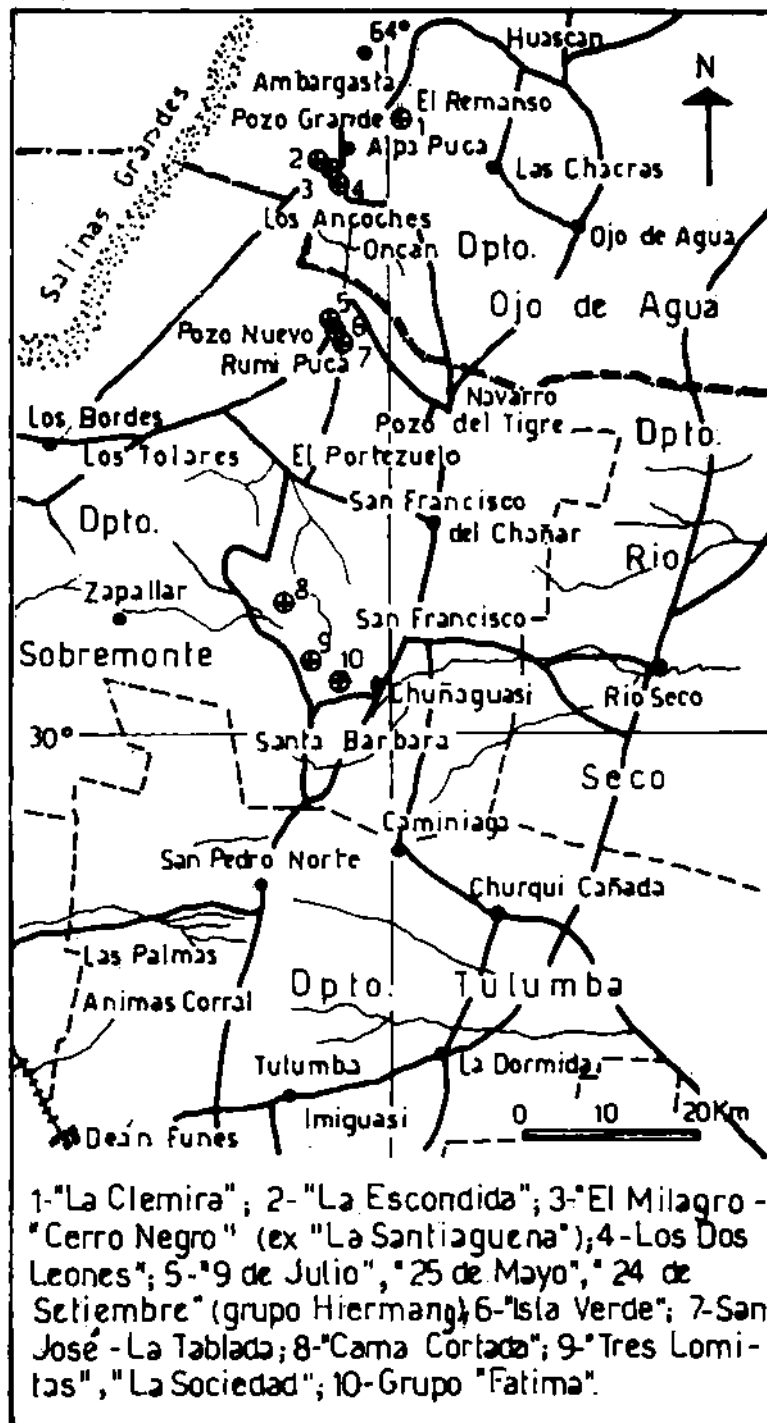 64°
Huascan
Ambargasta
N
El Remanso
Pozo Grande
1
Alpa Puca
2
Las Chacras
3
4
Salinas Grandes
Los Ancoches
Oncan
Dpto.
Ojo de Agua
Ojo de Agua
5
Pozo Nuevo
6
Rumi Puca
7
Navarro
Los Bordes
Pozo del Tigre
Dpto.
Los Tolares
El Portezuelo
San Francisco
del Chañar
Dpto.
Rio
8
Zapallar
San Francisco
Sobremonte
9
10
Chuñaguasi
Rio Seco
30°
Santa Barbara
Seco
Caminiaga
San Pedro Norte
Churqui Cañada
Las Palmas
Animas Corral
Dpto.
Tulumba
Tulumba
La Dormida
Imiguasi
0 10 20Km
Deán Funes
1-"La Clemira"; 2-"La Escondida"; 3-"El Milagro -
"Cerro Negro" (ex "La Santiaguena"); 4-Los Dos
Leones"; 5-"9 de Julio", "25 de Mayo", "24 de
Setiembre" (grupo Hiermang); 6-"Isla Verde"; 7-San
José - La Tablada; 8-"Cama Cortada"; 9-"Tres Lomi-
tas", "La Sociedad"; 10-Grupo "Fatima".